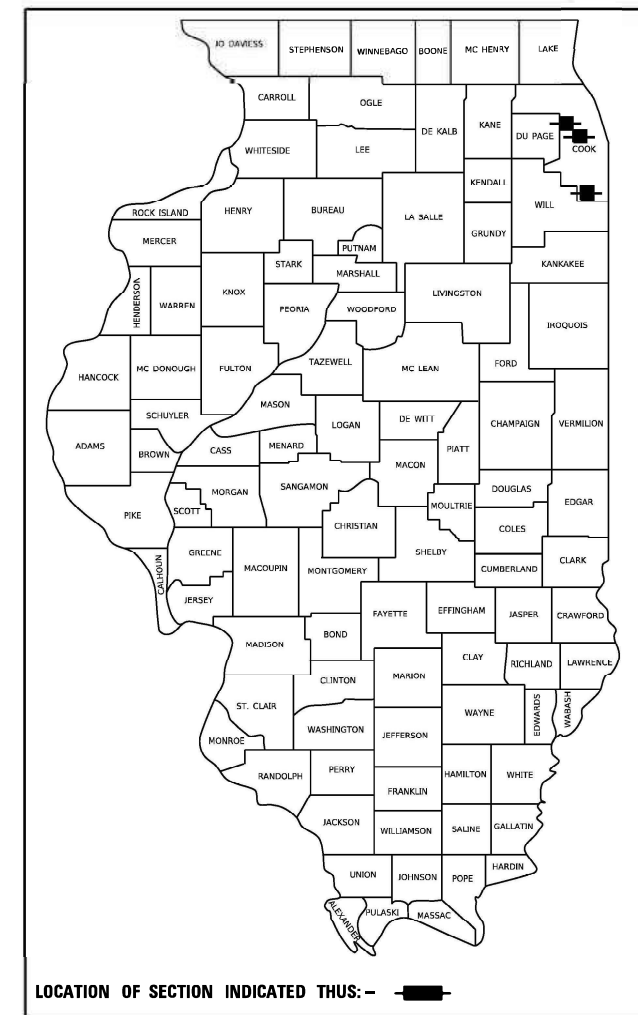 JO DAVIESS
STEPHENSON
WINNEBAGO
BOONE
MC HENRY
LAKE
CARROLL
OGLE
DE KALB
KANE
DU PAGE
COOK
WHITESIDE
LEE
KENDALL
WILL
ROCK ISLAND
HENRY
BUREAU
LA SALLE
GRUNDY
MERCER
PUTNAM
STARK
MARSHALL
KANKAKEE
HENDERSON
WARREN
KNOX
PEORIA
WOODFORD
LIVINGSTON
IROQUOIS
HANCOCK
MC DONOUGH
FULTON
TAZEWELL
MC LEAN
FORD
SCHUYLER
MASON
LOGAN
DE WITT
CHAMPAIGN
VERMILION
ADAMS
BROWN
CASS
MENARD
PIATT
MACON
MORGAN
SANGAMON
DOUGLAS
EDGAR
PIKE
SCOTT
CHRISTIAN
MOULTRIE
COLES
GREENE
MACOUPIN
MONTGOMERY
SHELBY
CUMBERLAND
CLARK
CALHOUN
JERSEY
FAYETTE
EFFINGHAM
JASPER
CRAWFORD
MADISON
BOND
CLAY
RICHLAND
LAWRENCE
CLINTON
MARION
ST. CLAIR
WAYNE
EDWARDS
WABASH
MONROE
WASHINGTON
JEFFERSON
RANDOLPH
PERRY
HAMILTON
WHITE
FRANKLIN
JACKSON
WILLIAMSON
SALINE
GALLATIN
UNION
JOHNSON
POPE
HARDIN
ALEXANDER
PULASKI
MASSAC
LOCATION OF SECTION INDICATED THUS: –